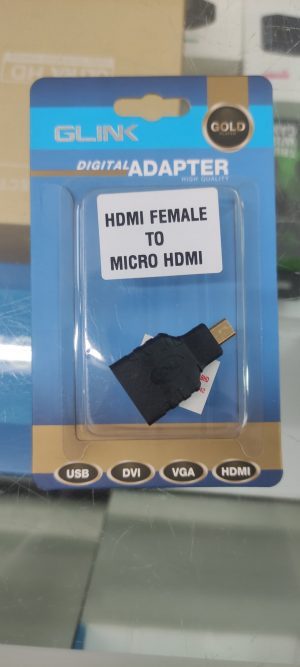 GLINK
GOLD
DIGITAL ADAPTER
HIGH QUALITY
HDMI FEMALE
TO
MICRO HDMI
USB DVI VGA HDMI